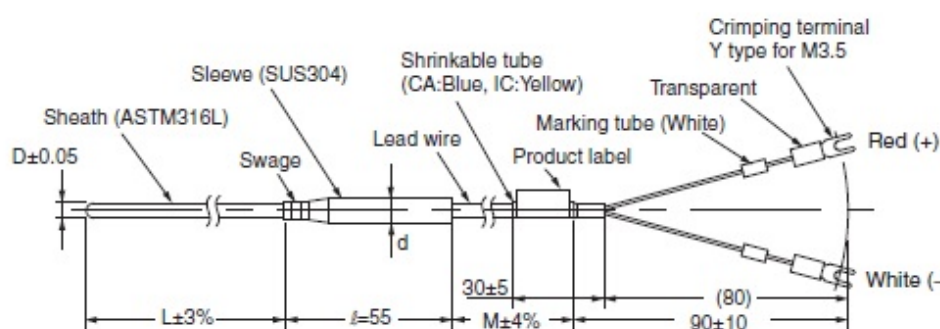 Crimping terminal
Y type for M3.5
Shrinkable tube
(CA:Blue, IC:Yellow)
Transparent
Sleeve (SUS304)
Sheath (ASTM316L)
Marking tube (White)
Lead wire
Red (+)
D±0.05
Swage
Product label
d
White (–
30±5
(80)
L±3%
ℓ=55
M±4%
90±10